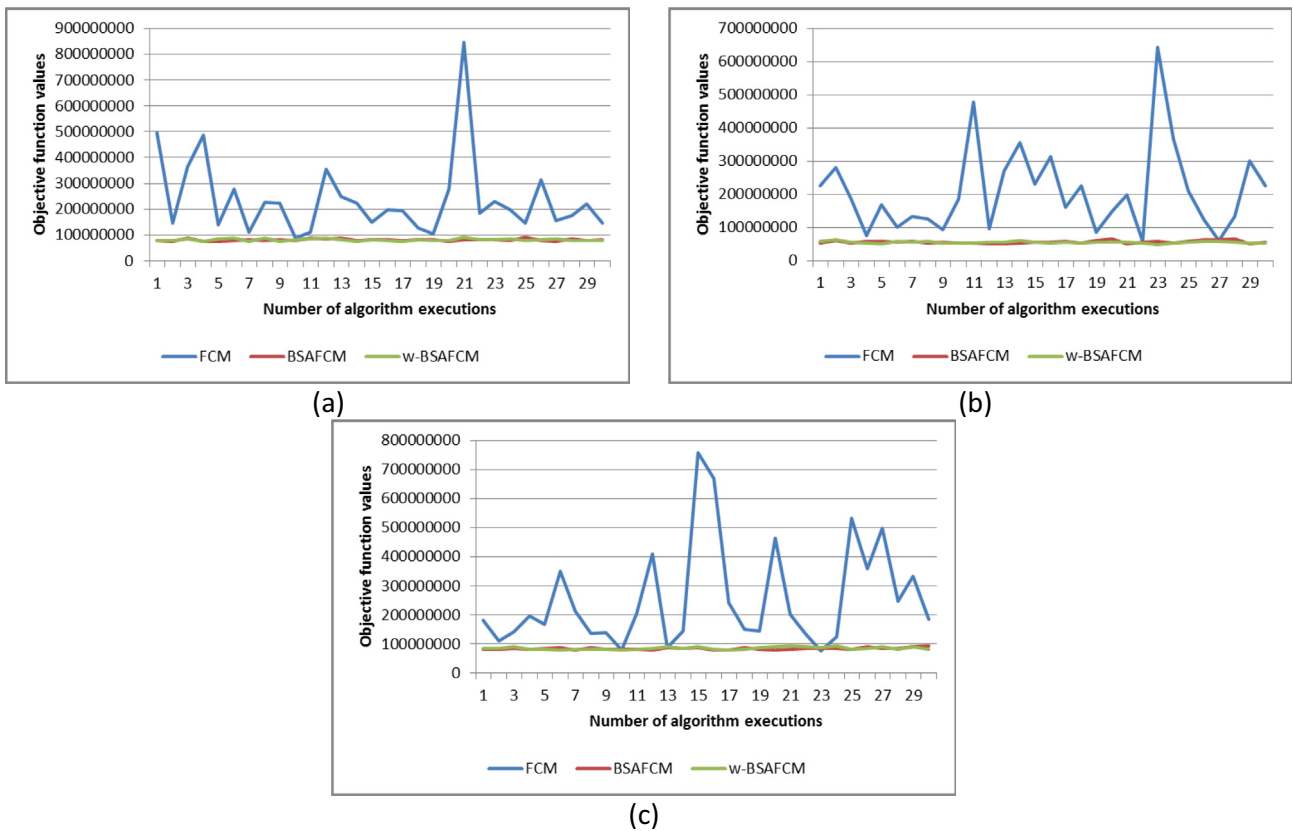 900000000
800000000
700000000
600000000
500000000
400000000
300000000
200000000
100000000
0
Objective function values
1 3 5 7 9 11 13 15 17 19 21 23 25 27 29
Number of algorithm executions
FCM BSAFCM w-BSAFCM
(a)
700000000
600000000
500000000
400000000
300000000
200000000
100000000
0
Objective function values
1 3 5 7 9 11 13 15 17 19 21 23 25 27 29
Number of algorithm executions
FCM BSAFCM w-BSAFCM
(b)
800000000
700000000
600000000
500000000
400000000
300000000
200000000
100000000
0
Objective function values
1 3 5 7 9 11 13 15 17 19 21 23 25 27 29
Number of algorithm executions
FCM BSAFCM w-BSAFCM
(c)